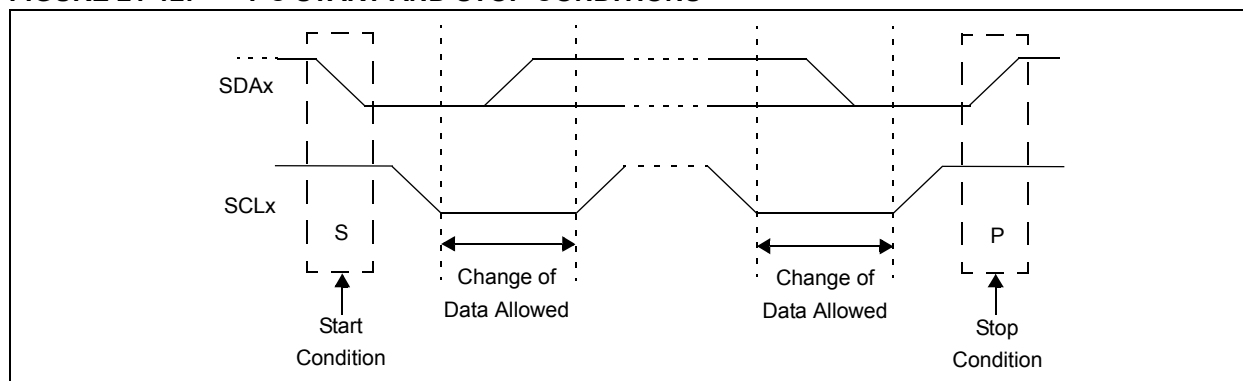 SDAx
SCLx
S
P
Change of
Data Allowed
Change of
Data Allowed
Start
Condition
Stop
Condition